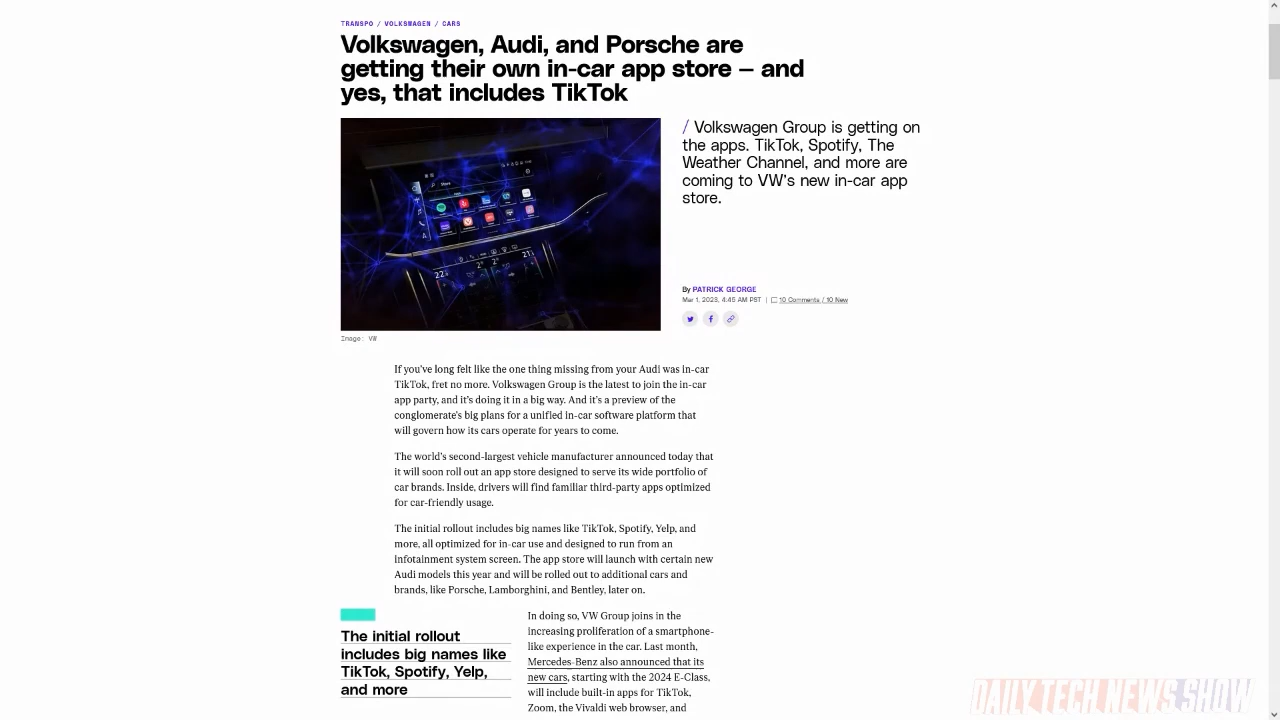 TRANSPO / VOLKSWAGEN / CARS
Volkswagen, Audi, and Porsche are
getting their own in-car app store — and
yes, that includes TikTok
/ Volkswagen Group is getting on
the apps. TikTok, Spotify, The
Weather Channel, and more are
coming to VW's new in-car app
store.
By PATRICK GEORGE
Mar 1, 2023, 4:45 AM PST | 10 Comments / 10 New
Image: VW
If you've long felt like the one thing missing from your Audi was in-car
TikTok, fret no more. Volkswagen Group is the latest to join the in-car
app party, and it's doing it in a big way. And it's a preview of the
conglomerate's big plans for a unified in-car software platform that
will govern how its cars operate for years to come.
The world's second-largest vehicle manufacturer announced today that
it will soon roll out an app store designed to serve its wide portfolio of
car brands. Inside, drivers will find familiar third-party apps optimized
for car-friendly usage.
The initial rollout includes big names like TikTok, Spotify, Yelp, and
more, all optimized for in-car use and designed to run from an
infotainment system screen. The app store will launch with certain new
Audi models this year and will be rolled out to additional cars and
brands, like Porsche, Lamborghini, and Bentley, later on.
The initial rollout
includes big names like
TikTok, Spotify, Yelp,
and more
In doing so, VW Group joins in the
increasing proliferation of a smartphone-
like experience in the car. Last month,
Mercedes-Benz also announced that its
new cars, starting with the 2024 E-Class,
will include built-in apps for TikTok,
Zoom, the Vivaldi web browser, and
DAILY TECH NEWS SHOW